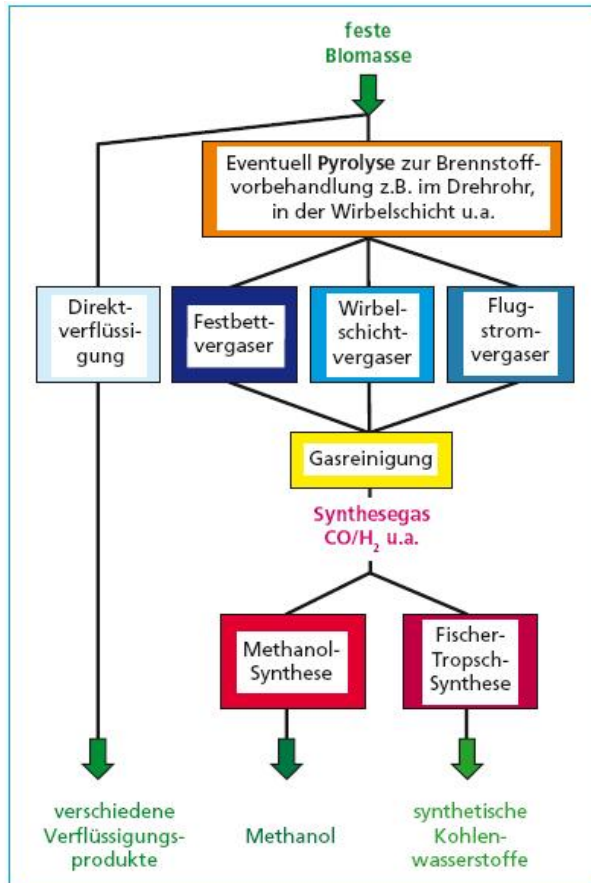 feste
Biomasse
Eventuell Pyrolyse zur Brennstoff-
vorbehandlung z.B. im Drehrohr,
in der Wirbelschicht u.a.
Direkt-
verflüssi-
gung
Festbett-
vergaser
Wirbel-
schicht-
vergaser
Flug-
strom-
vergaser
Gasreinigung
Synthesegas
CO/H₂ u.a.
Methanol-
Synthese
Fischer-
Tropsch-
Synthese
verschiedene
Verflüssigungs-
produkte
Methanol
synthetische
Kohlen-
wasserstoffe